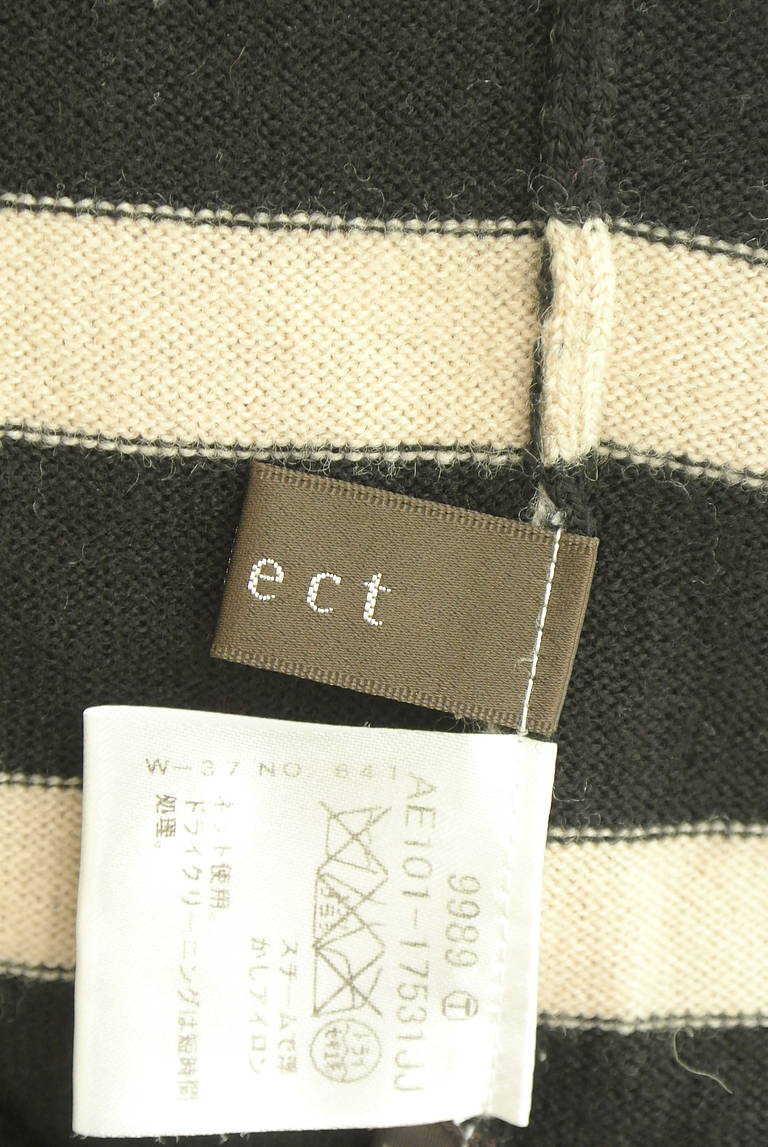 ect
W-137 NO. 641
9989 Ⓣ
AE101-17531JJ
スチームで浮
かしアイロン
ネット使用。
ドライクリーニングは短時間
処理。